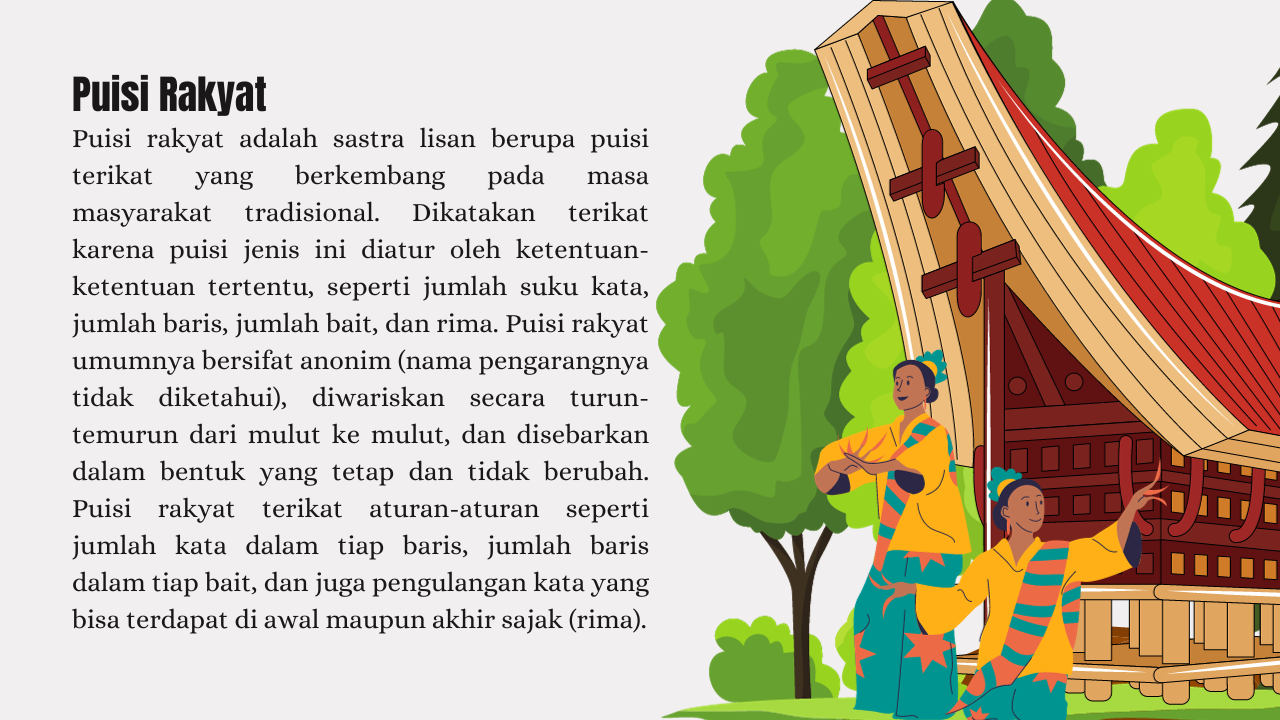 Puisi Rakyat
Puisi rakyat adalah sastra lisan berupa puisi
terikat yang berkembang pada masa
masyarakat tradisional. Dikatakan terikat
karena puisi jenis ini diatur oleh ketentuan-
ketentuan tertentu, seperti jumlah suku kata,
jumlah baris, jumlah bait, dan rima. Puisi rakyat
umumnya bersifat anonim (nama pengarangnya
tidak diketahui), diwariskan secara turun-
temurun dari mulut ke mulut, dan disebarkan
dalam bentuk yang tetap dan tidak berubah.
Puisi rakyat terikat aturan-aturan seperti
jumlah kata dalam tiap baris, jumlah baris
dalam tiap bait, dan juga pengulangan kata yang
bisa terdapat di awal maupun akhir sajak (rima).